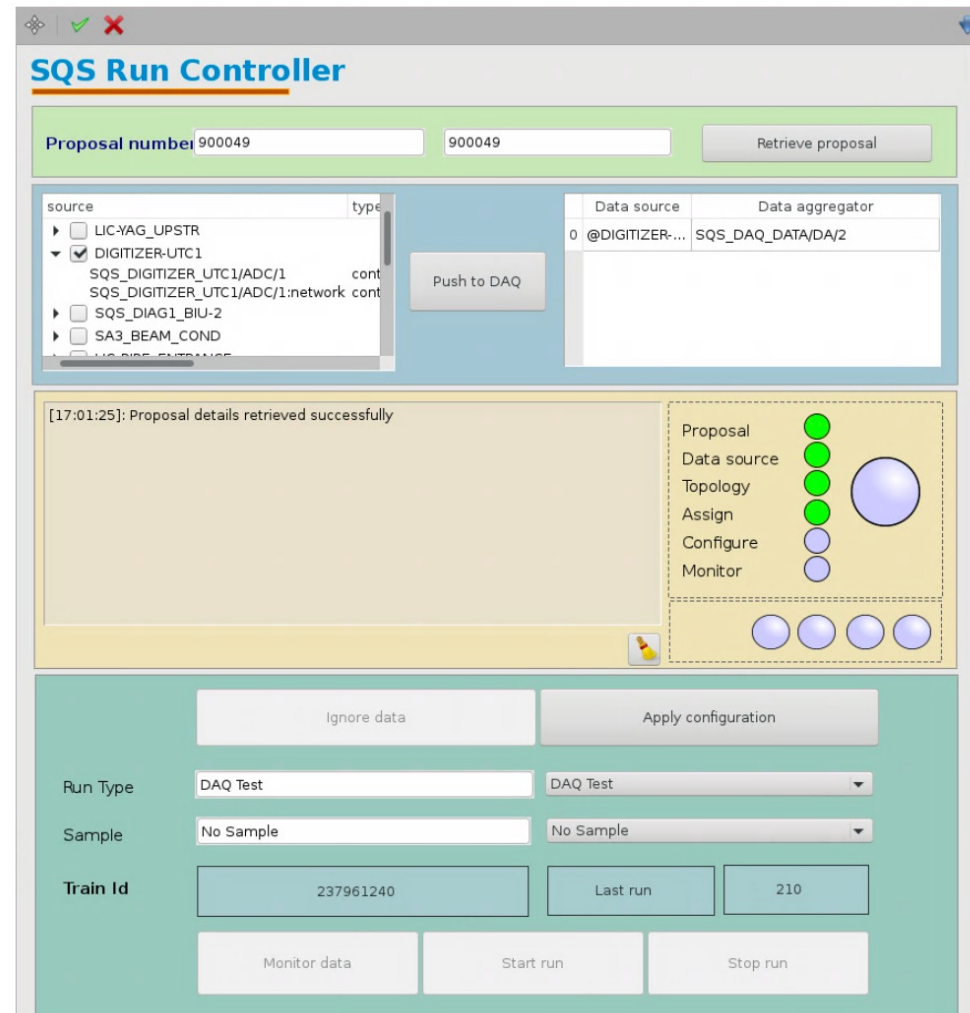 SQS Run Controller
Proposal number 900049 900049 Retrieve proposal
source type
LIC-YAG_UPSTR
DIGITIZER-UTC1
SQS_DIGITIZER_UTC1/ADC/1 cont
SQS_DIGITIZER_UTC1/ADC/1:network cont
SQS_DIAG1_BIU-2
SA3_BEAM_COND
Push to DAQ
Data source Data aggregator
0 @DIGITIZER-... SQS_DAQ_DATA/DA/2
[17:01:25]: Proposal details retrieved successfully
Proposal
Data source
Topology
Assign
Configure
Monitor
Ignore data Apply configuration
Run Type DAQ Test DAQ Test
Sample No Sample No Sample
Train Id 237961240 Last run 210
Monitor data Start run Stop run